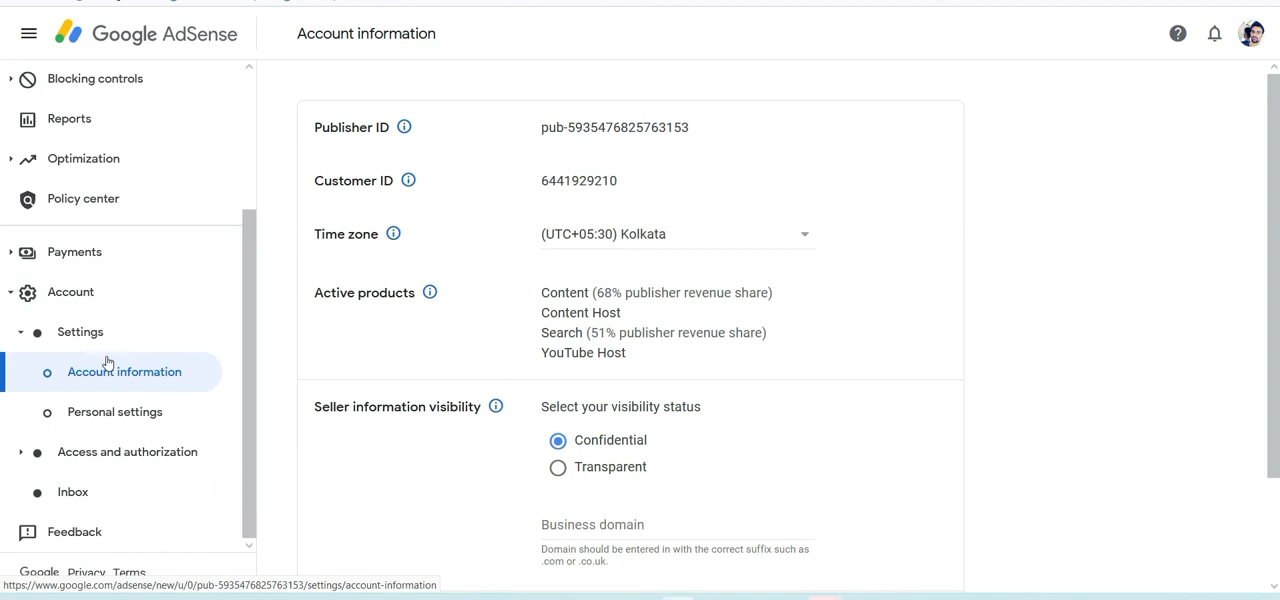 Google AdSense
Account information
Blocking controls
Reports
Optimization
Policy center
Payments
Account
Settings
Account information
Personal settings
Access and authorization
Inbox
Feedback
Google Privacy Terms
https://www.google.com/adsense/new/u/0/pub-5935476825763153/settings/account-information
Publisher ID pub-5935476825763153
Customer ID 6441929210
Time zone (UTC+05:30) Kolkata
Active products Content (68% publisher revenue share)
Content Host
Search (51% publisher revenue share)
YouTube Host
Seller information visibility Select your visibility status
Confidential
Transparent
Business domain
Domain should be entered in with the correct suffix such as
.com or .co.uk.